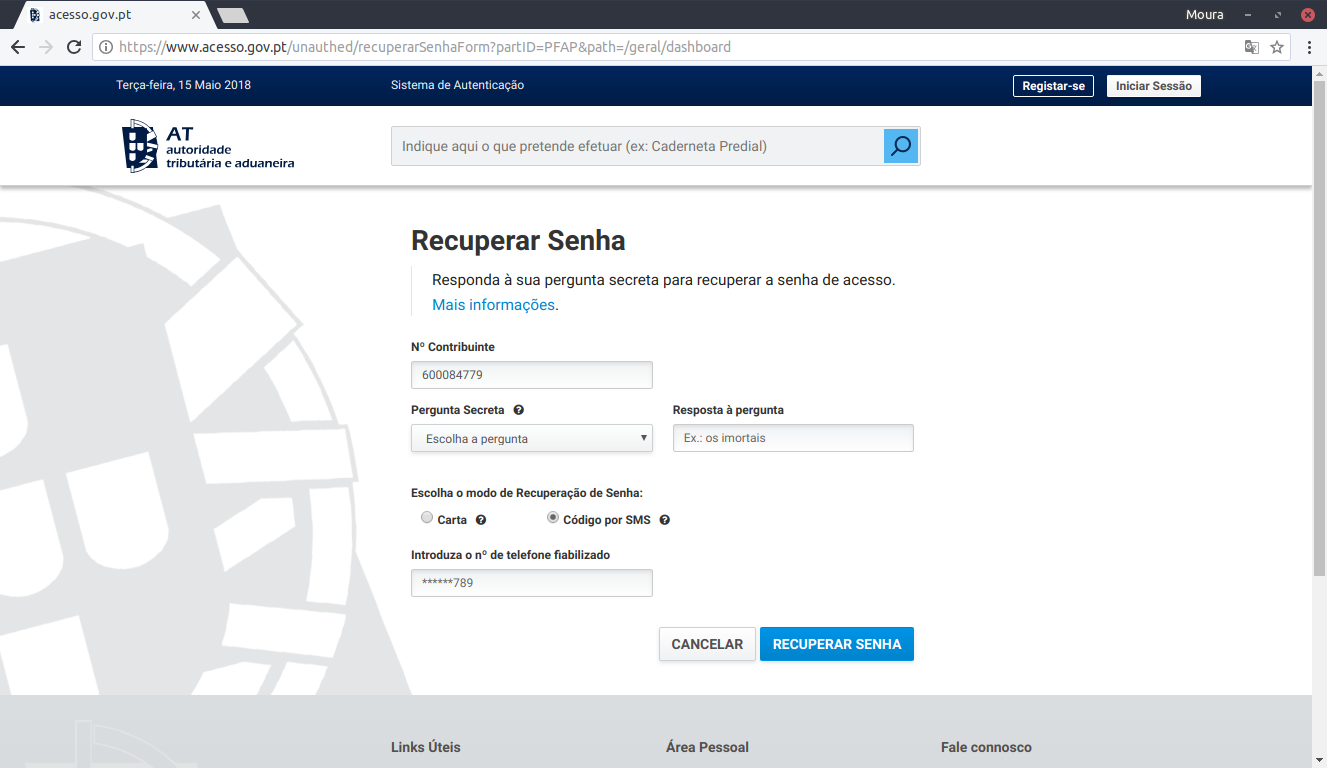 acesso.gov.pt
Moura
https://www.acesso.gov.pt/unauthed/recuperarSenhaForm?partID=PFAP&path=/geral/dashboard
Terça-feira, 15 Maio 2018
Sistema de Autenticação
Registar-se
Iniciar Sessão
AT
autoridade
tributária e aduaneira
Indique aqui o que pretende efetuar (ex: Caderneta Predial)
Recuperar Senha
Responda à sua pergunta secreta para recuperar a senha de acesso.
Mais informações.
Nº Contribuinte
600084779
Pergunta Secreta
Resposta à pergunta
Escolha a pergunta
Ex.: os imortais
Escolha o modo de Recuperação de Senha:
Carta
Código por SMS
Introduza o nº de telefone fiabilizado
******789
CANCELAR
RECUPERAR SENHA
Links Úteis
Área Pessoal
Fale connosco